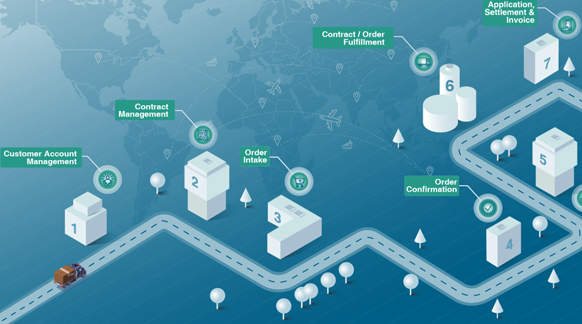 Application,
Settlement &
Invoice
7
Contract / Order
Fulfillment
6
Contract
Management
2
Customer Account
Management
1
Order
Intake
3
5
Order
Confirmation
4